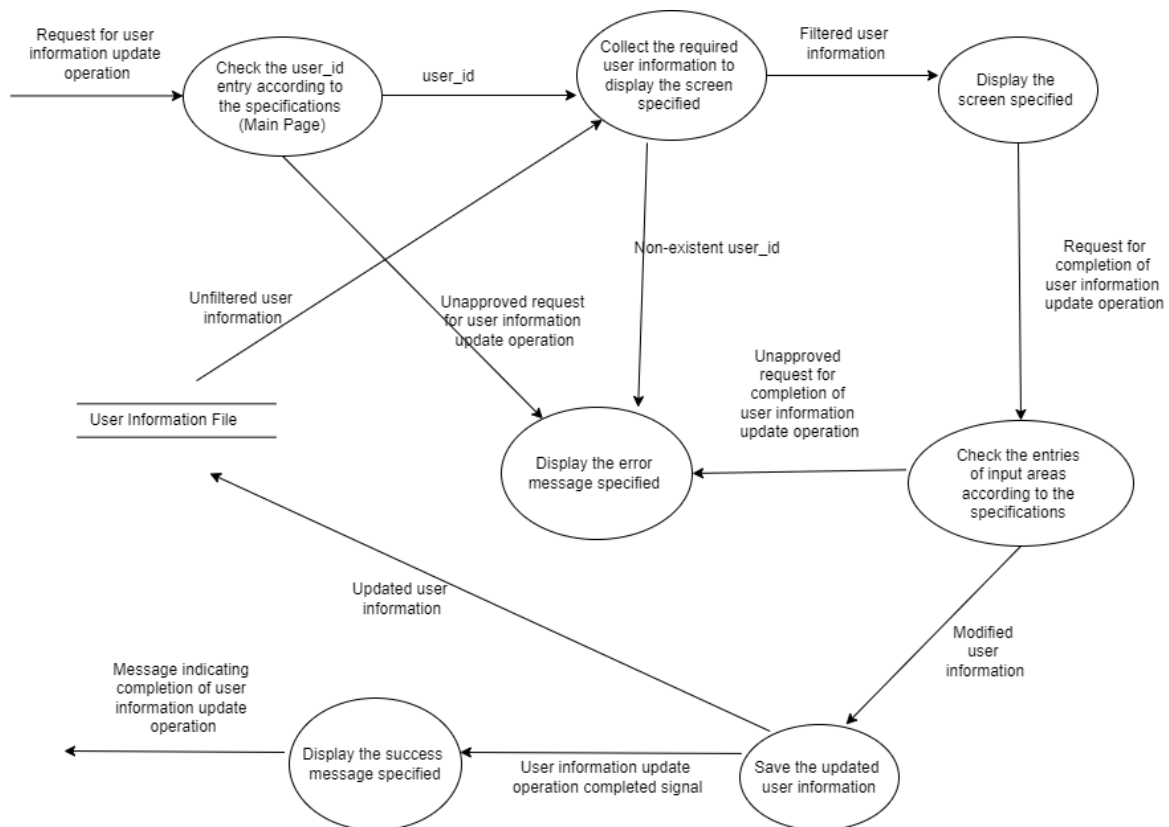 Request for user
information update
operation
Check the user_id
entry according to
the specifications
(Main Page)
user_id
Collect the required
user information to
display the screen
specified
Filtered user
information
Display the
screen specified
Non-existent user_id
Request for
completion of
user information
update operation
Unfiltered user
information
Unapproved request
for user information
update operation
Unapproved
request for
completion of
user information
update operation
User Information File
Display the error
message specified
Check the entries
of input areas
according to the
specifications
Updated user
information
Modified
user
information
Message indicating
completion of user
information update
operation
Display the success
message specified
User information update
operation completed signal
Save the updated
user information